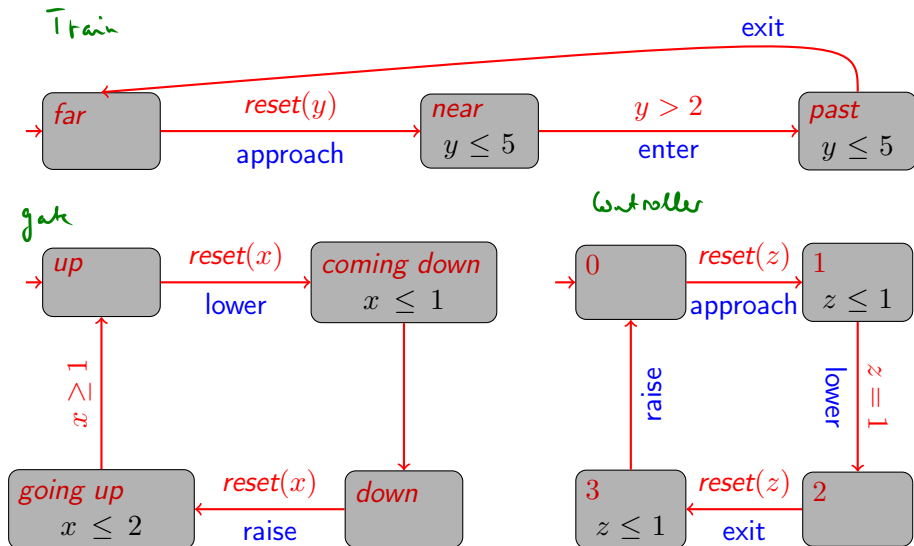 Train
exit
far
reset(y)
approach
near
y ≤ 5
y > 2
enter
past
y ≤ 5
gate
up
reset(x)
lower
coming down
x ≤ 1
x ≥ 1
going up
x ≤ 2
reset(x)
raise
down
Controller
0
reset(z)
approach
1
z ≤ 1
raise
lower
z = 1
3
z ≤ 1
reset(z)
exit
2